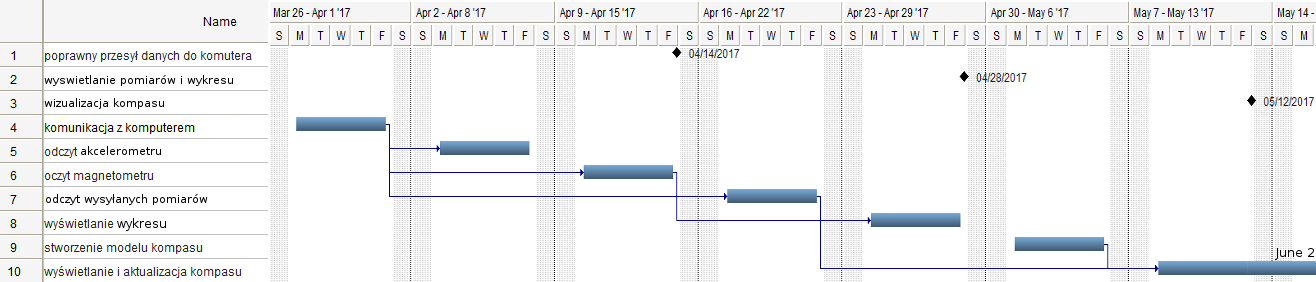 Name
Mar 26 - Apr 1 '17 Apr 2 - Apr 8 '17 Apr 9 - Apr 15 '17 Apr 16 - Apr 22 '17 Apr 23 - Apr 29 '17 Apr 30 - May 6 '17 May 7 - May 13 '17 May 14 -
S M T W T F S S M T W T F S S M T W T F S S M T W T F S S M T W T F S S M T W T F S S M T W T F S S M
1 poprawny przesył danych do komutera 04/14/2017
2 wyswietlanie pomiarów i wykresu 04/28/2017
3 wizualizacja kompasu 05/12/2017
4 komunikacja z komputerem
5 odczyt akcelerometru
6 oczyt magnetometru
7 odczyt wysyłanych pomiarów
8 wyświetlanie wykresu
9 stworzenie modelu kompasu
June 2
10 wyświetlanie i aktualizacja kompasu